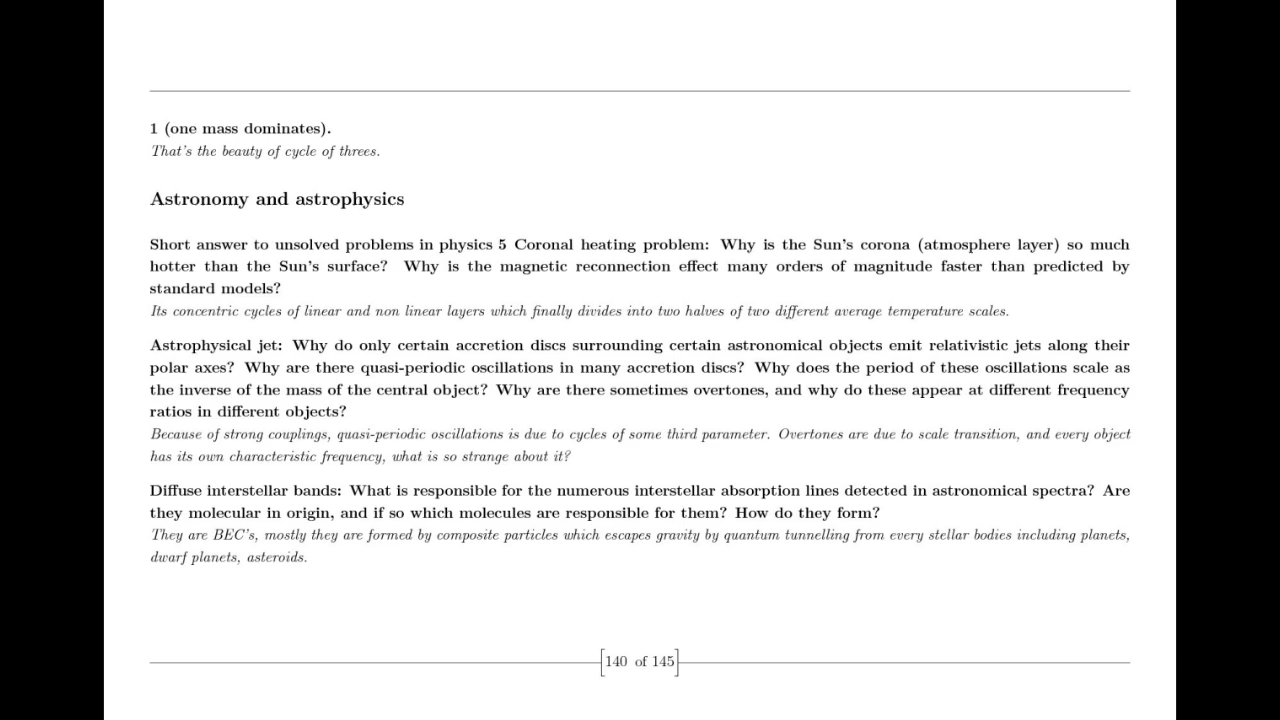 1 (one mass dominates).
That's the beauty of cycle of threes.
Astronomy and astrophysics
Short answer to unsolved problems in physics 5 Coronal heating problem: Why is the Sun's corona (atmosphere layer) so much
hotter than the Sun's surface? Why is the magnetic reconnection effect many orders of magnitude faster than predicted by
standard models?
Its concentric cycles of linear and non linear layers which finally divides into two halves of two different average temperature scales.
Astrophysical jet: Why do only certain accretion discs surrounding certain astronomical objects emit relativistic jets along their
polar axes? Why are there quasi-periodic oscillations in many accretion discs? Why does the period of these oscillations scale as
the inverse of the mass of the central object? Why are there sometimes overtones, and why do these appear at different frequency
ratios in different objects?
Because of strong couplings, quasi-periodic oscillations is due to cycles of some third parameter. Overtones are due to scale transition, and every object
has its own characteristic frequency, what is so strange about it?
Diffuse interstellar bands: What is responsible for the numerous interstellar absorption lines detected in astronomical spectra? Are
they molecular in origin, and if so which molecules are responsible for them? How do they form?
They are BEC's, mostly they are formed by composite particles which escapes gravity by quantum tunnelling from every stellar bodies including planets,
dwarf planets, asteroids.
140 of 145